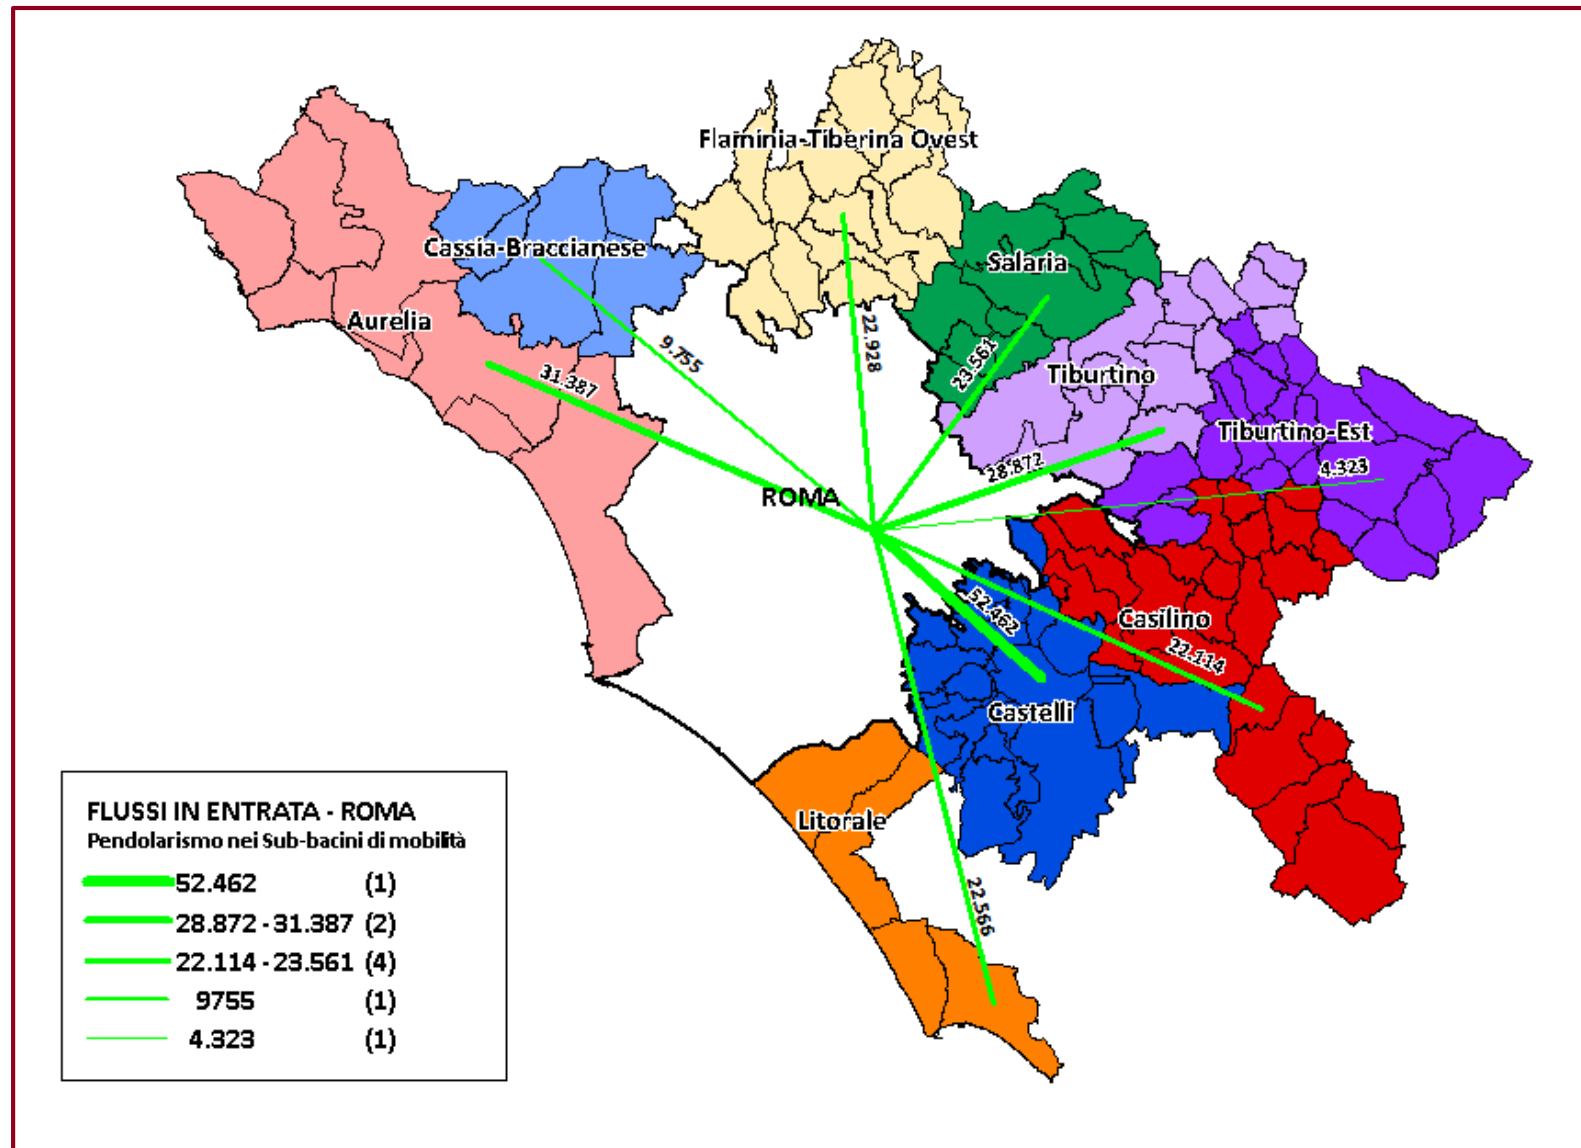 Flaminia-Tiberina Ovest
Cassia-Braccianese
Salaria
Aurelia
22.928
9.755
23.561
Tiburtino
31.387
Tiburtino-Est
28.872
4.323
ROMA
52.462
Casilino
22.114
Castelli
Litorale
22.566
FLUSSI IN ENTRATA - ROMA
Pendolarismo nei Sub-bacini di mobilità
52.462 (1)
28.872 - 31.387 (2)
22.114 - 23.561 (4)
9755 (1)
4.323 (1)